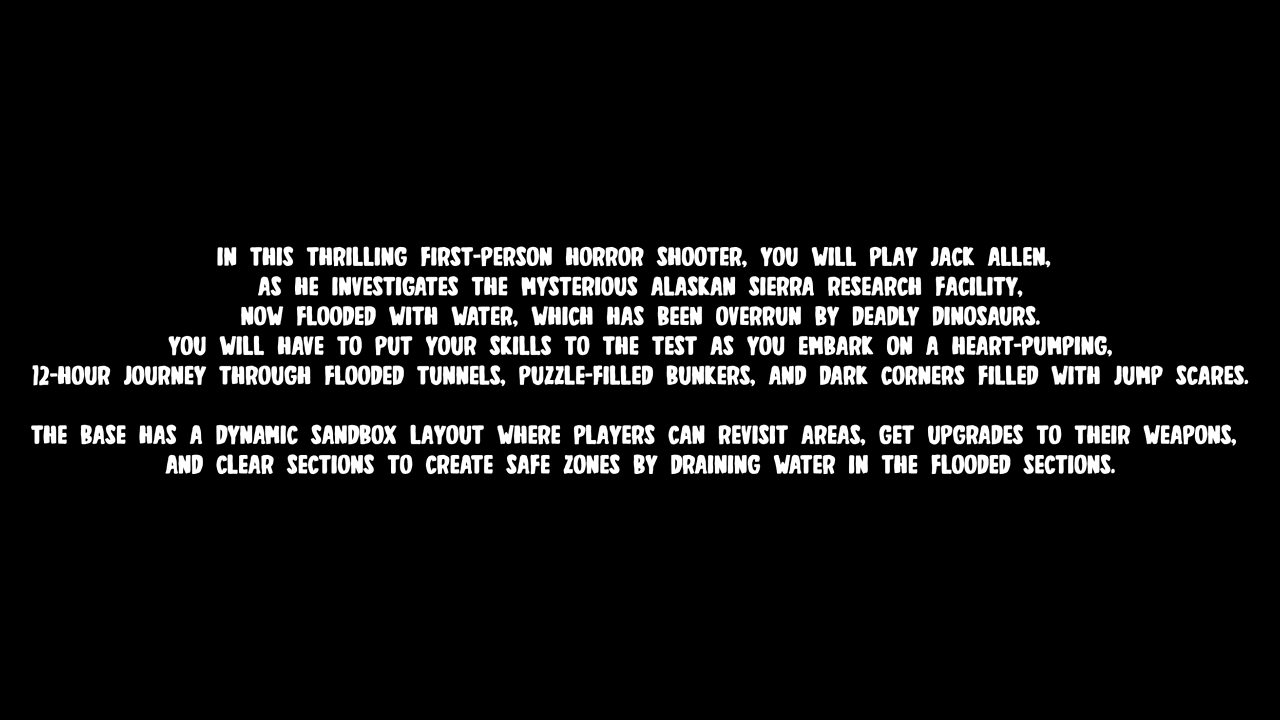 IN THIS THRILLING FIRST-PERSON HORROR SHOOTER, YOU WILL PLAY JACK ALLEN,
AS HE INVESTIGATES THE MYSTERIOUS ALASKAN SIERRA RESEARCH FACILITY,
NOW FLOODED WITH WATER, WHICH HAS BEEN OVERRUN BY DEADLY DINOSAURS.
YOU WILL HAVE TO PUT YOUR SKILLS TO THE TEST AS YOU EMBARK ON A HEART-PUMPING,
12-HOUR JOURNEY THROUGH FLOODED TUNNELS, PUZZLE-FILLED BUNKERS, AND DARK CORNERS FILLED WITH JUMP SCARES.
THE BASE HAS A DYNAMIC SANDBOX LAYOUT WHERE PLAYERS CAN REVISIT AREAS, GET UPGRADES TO THEIR WEAPONS,
AND CLEAR SECTIONS TO CREATE SAFE ZONES BY DRAINING WATER IN THE FLOODED SECTIONS.